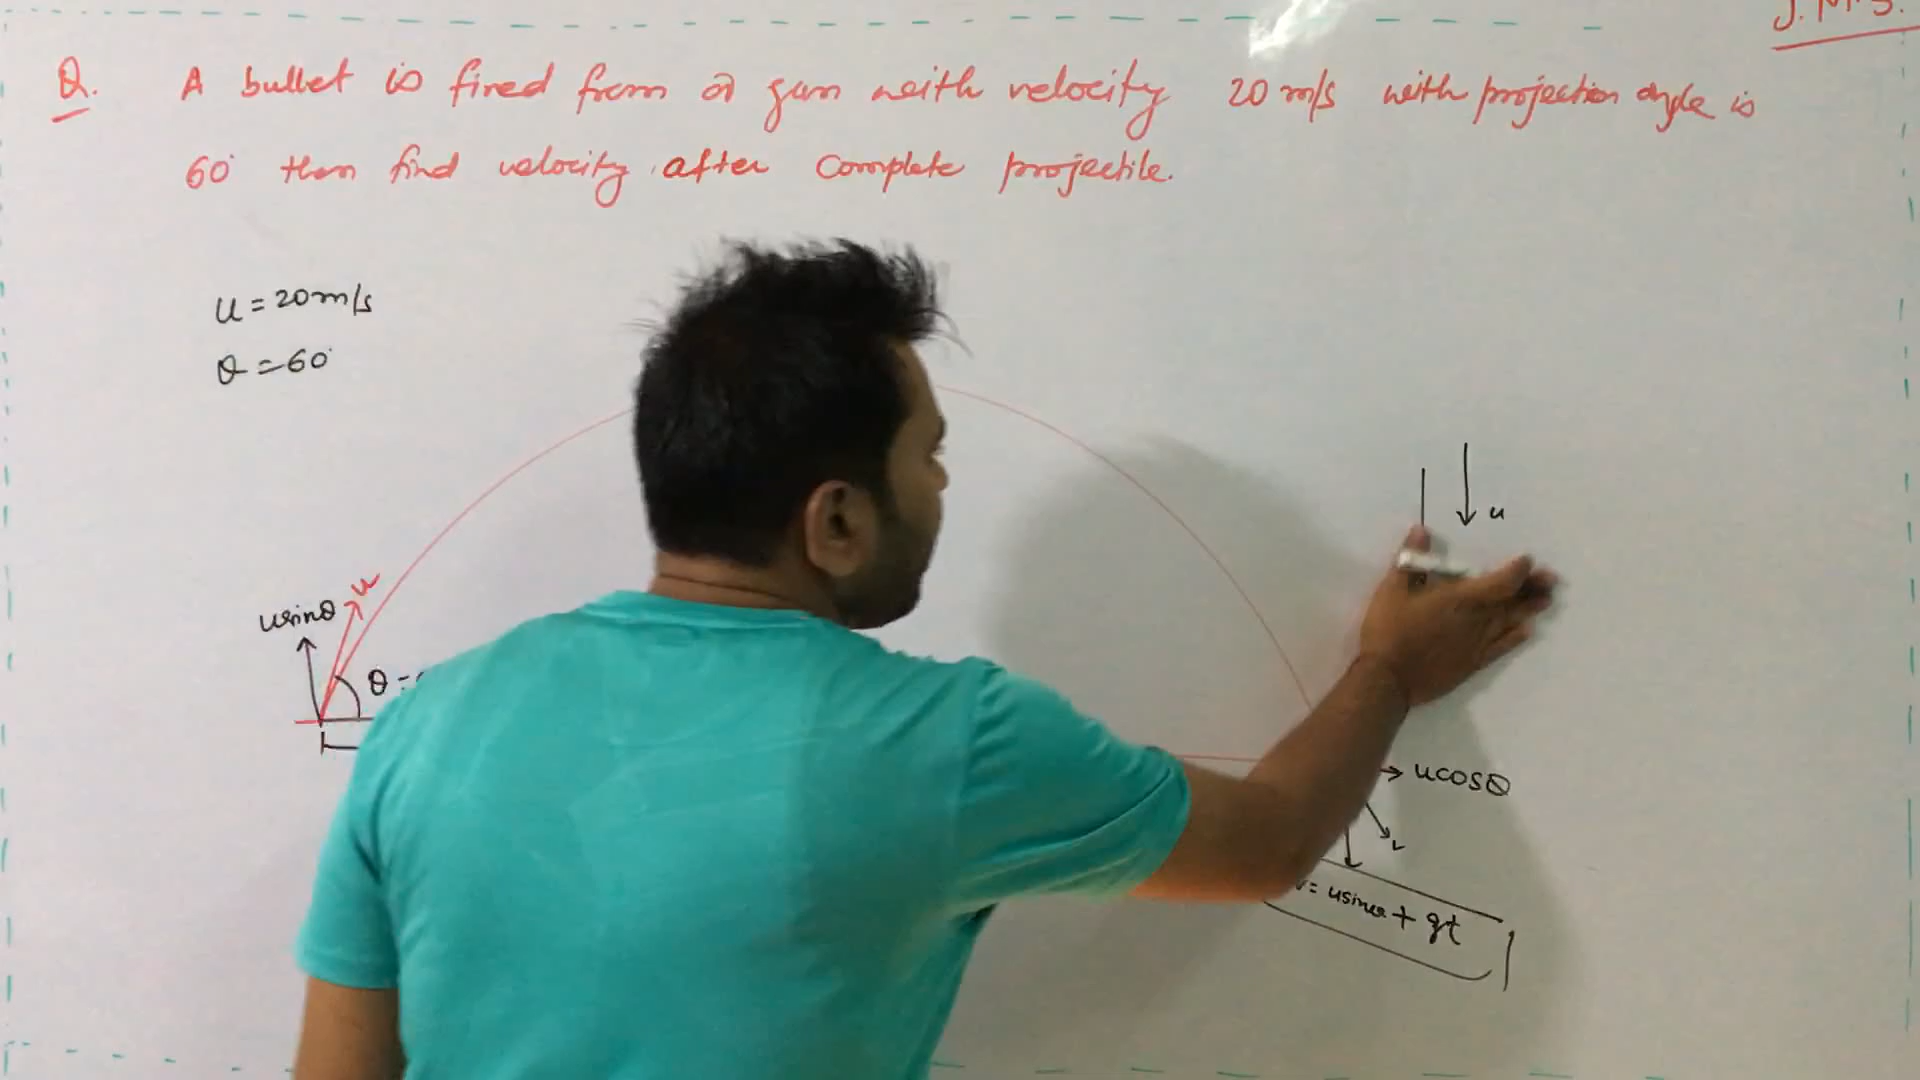 J.M.S.
Q. A bullet is fired from a gun with velocity 20 m/s with projection angle is
60° then find velocity after complete projectile.
u = 20m/s
θ = 60°
u
usinθ
u
θ =
ucosθ
v = usinθ + gt